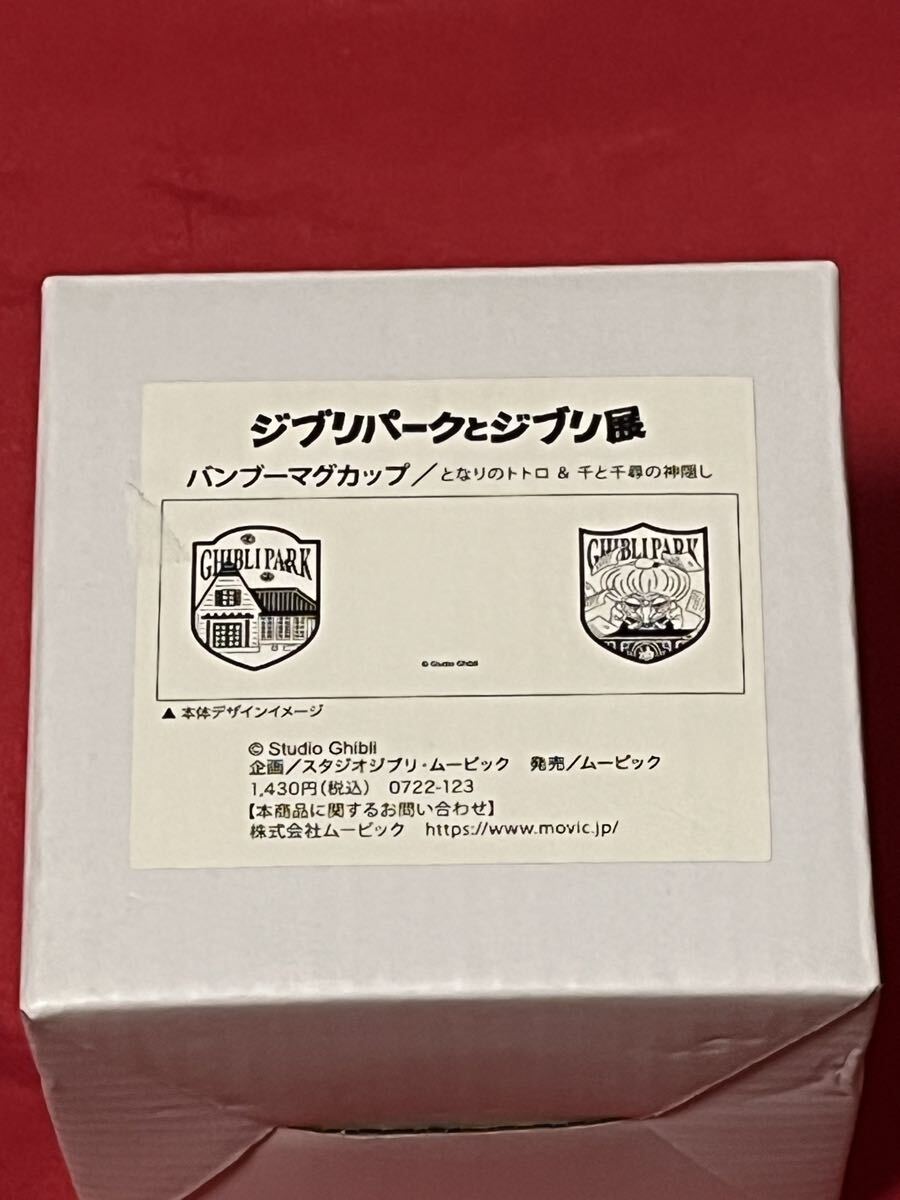 ジブリパークとジブリ展
バンブーマグカップ/となりのトトロ & 千と千尋の神隠し
GHIBLI PARK
GHIBLI PARK
© Studio Ghibli
▲ 本体デザインイメージ
© Studio Ghibli
企画/スタジオジブリ・ムービック 発売/ムービック
1,430円(税込) 0722-123
【本商品に関するお問い合わせ】
株式会社ムービック https://www.movic.jp/